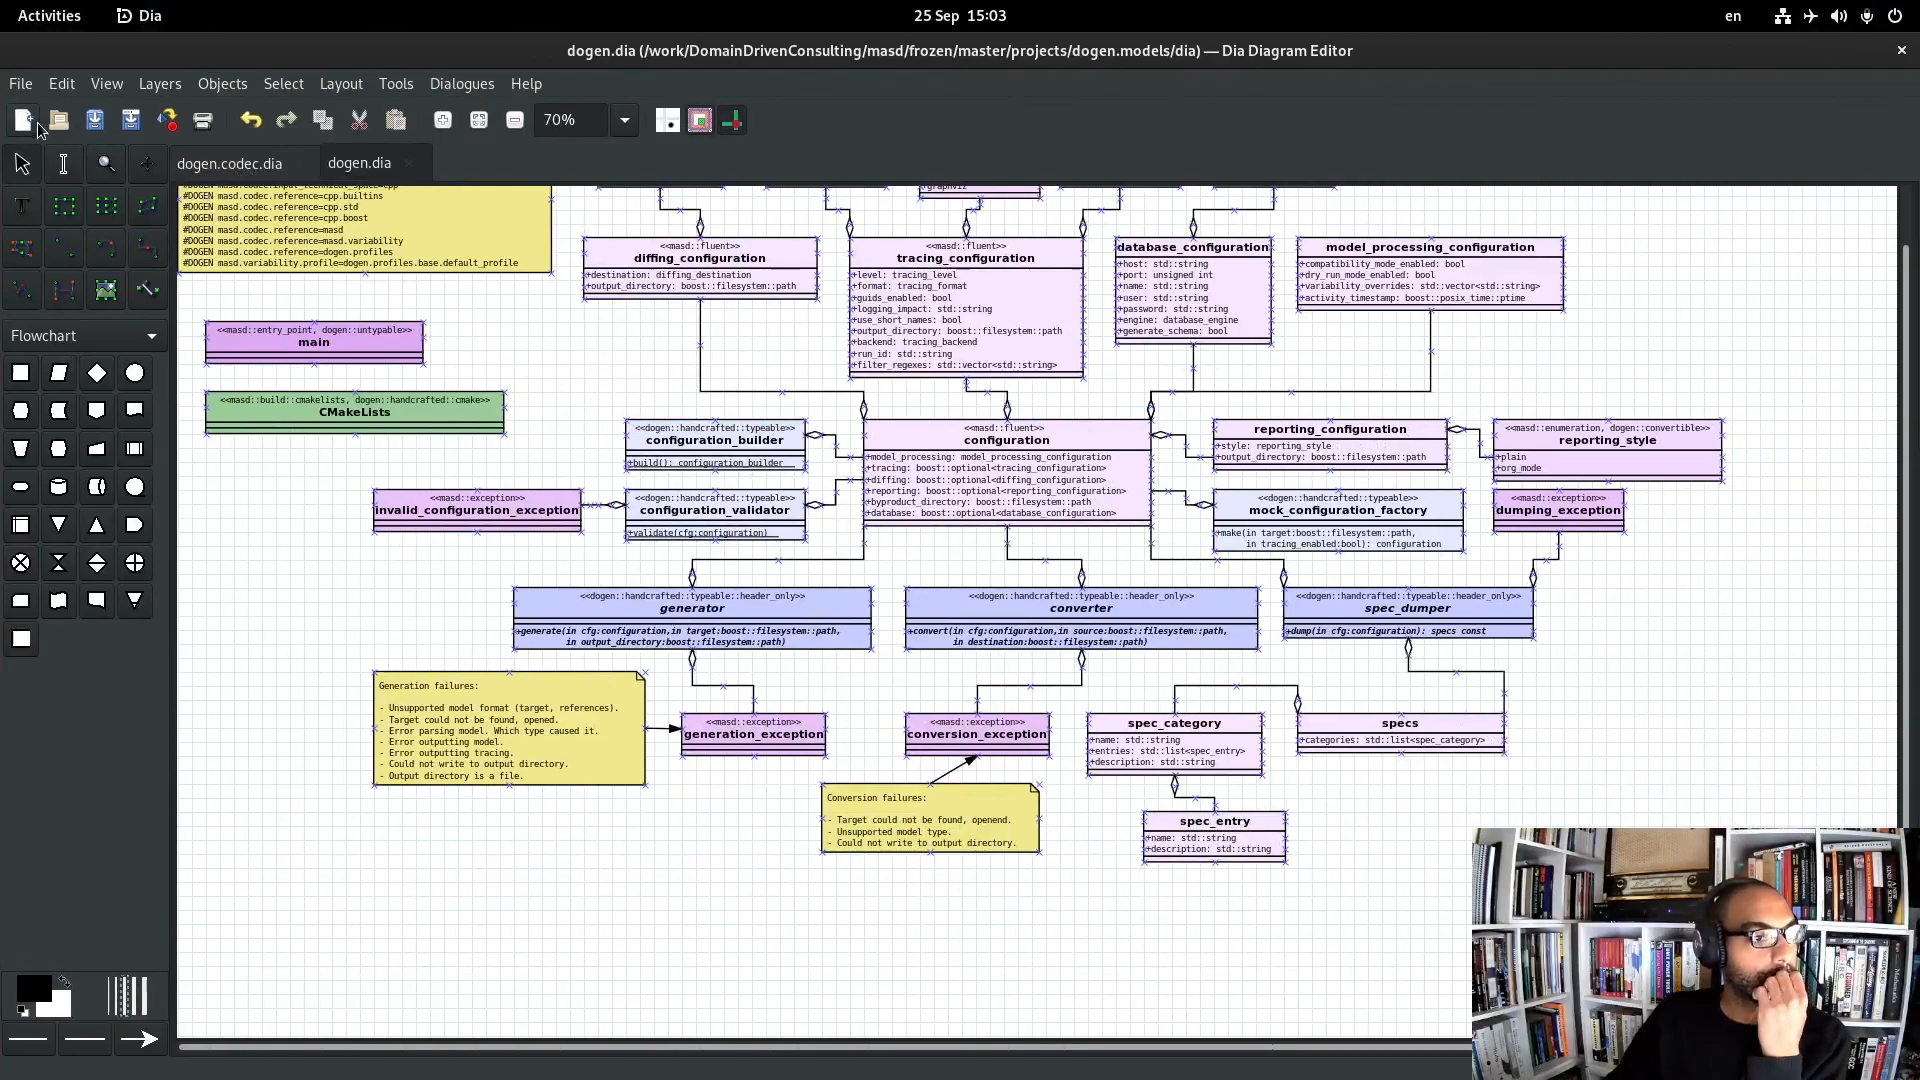 Activities
Dia
25 Sep 15:03
en
dogen.dia (/work/DomainDrivenConsulting/masd/frozen/master/projects/dogen.models/dia) — Dia Diagram Editor
File Edit View Layers Objects Select Layout Tools Dialogues Help
70%
dogen.codec.dia
dogen.dia
Flowchart
#DOGEN masd.codec.input_technical_space=cpp
#DOGEN masd.codec.reference=cpp.builtins
#DOGEN masd.codec.reference=cpp.std
#DOGEN masd.codec.reference=cpp.boost
#DOGEN masd.codec.reference=masd
#DOGEN masd.codec.reference=masd.variability
#DOGEN masd.codec.reference=dogen.profiles
#DOGEN masd.variability.profile=dogen.profiles.base.default_profile
+graphviz
<<masd::fluent>>
diffing_configuration
+destination: diffing_destination
+output_directory: boost::filesystem::path
<<masd::fluent>>
tracing_configuration
+level: tracing_level
+format: tracing_format
+guids_enabled: bool
+logging_impact: std::string
+use_short_names: bool
+output_directory: boost::filesystem::path
+backend: tracing_backend
+run_id: std::string
+filter_regexes: std::vector<std::string>
database_configuration
+host: std::string
+port: unsigned int
+name: std::string
+user: std::string
+password: std::string
+engine: database_engine
+generate_schema: bool
model_processing_configuration
+compatibility_mode_enabled: bool
+dry_run_mode_enabled: bool
+variability_overrides: std::vector<std::string>
+activity_timestamp: boost::posix_time::ptime
<<masd::entry_point, dogen::untypable>>
main
<<masd::build::cmakelists, dogen::handcrafted::cmake>>
CMakeLists
<<dogen::handcrafted::typeable>>
configuration_builder
+build(): configuration_builder
<<masd::fluent>>
configuration
+model_processing: model_processing_configuration
+tracing: boost::optional<tracing_configuration>
+diffing: boost::optional<diffing_configuration>
+reporting: boost::optional<reporting_configuration>
+byproduct_directory: boost::filesystem::path
+database: boost::optional<database_configuration>
reporting_configuration
+style: reporting_style
+output_directory: boost::filesystem::path
<<masd::enumeration, dogen::convertible>>
reporting_style
+plain
+org_mode
<<masd::exception>>
invalid_configuration_exception
<<dogen::handcrafted::typeable>>
configuration_validator
+validate(cfg:configuration)
<<dogen::handcrafted::typeable>>
mock_configuration_factory
+make(in target:boost::filesystem::path,
in tracing_enabled:bool): configuration
<<masd::exception>>
dumping_exception
<<dogen::handcrafted::typeable::header_only>>
generator
+generate(in cfg:configuration,in target:boost::filesystem::path,
in output_directory:boost::filesystem::path)
<<dogen::handcrafted::typeable::header_only>>
converter
+convert(in cfg:configuration,in source:boost::filesystem::path,
in destination:boost::filesystem::path)
<<dogen::handcrafted::typeable::header_only>>
spec_dumper
+dump(in cfg:configuration): specs const
Generation failures:
- Unsupported model format (target, references).
- Target could not be found, opened.
- Error parsing model. Which type caused it.
- Error outputting model.
- Error outputting tracing.
- Could not write to output directory.
- Output directory is a file.
<<masd::exception>>
generation_exception
<<masd::exception>>
conversion_exception
spec_category
+name: std::string
+entries: std::list<spec_entry>
+description: std::string
specs
+categories: std::list<spec_category>
Conversion failures:
- Target could not be found, openend.
- Unsupported model type.
- Could not write to output directory.
spec_entry
+name: std::string
+description: std::string